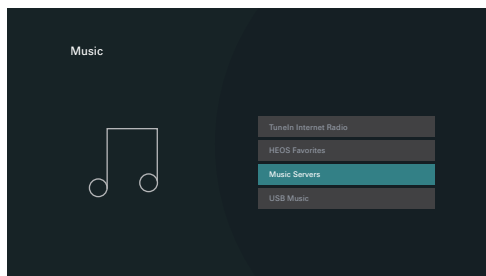 Music
TuneIn Internet Radio
HEOS Favorites
Music Servers
USB Music